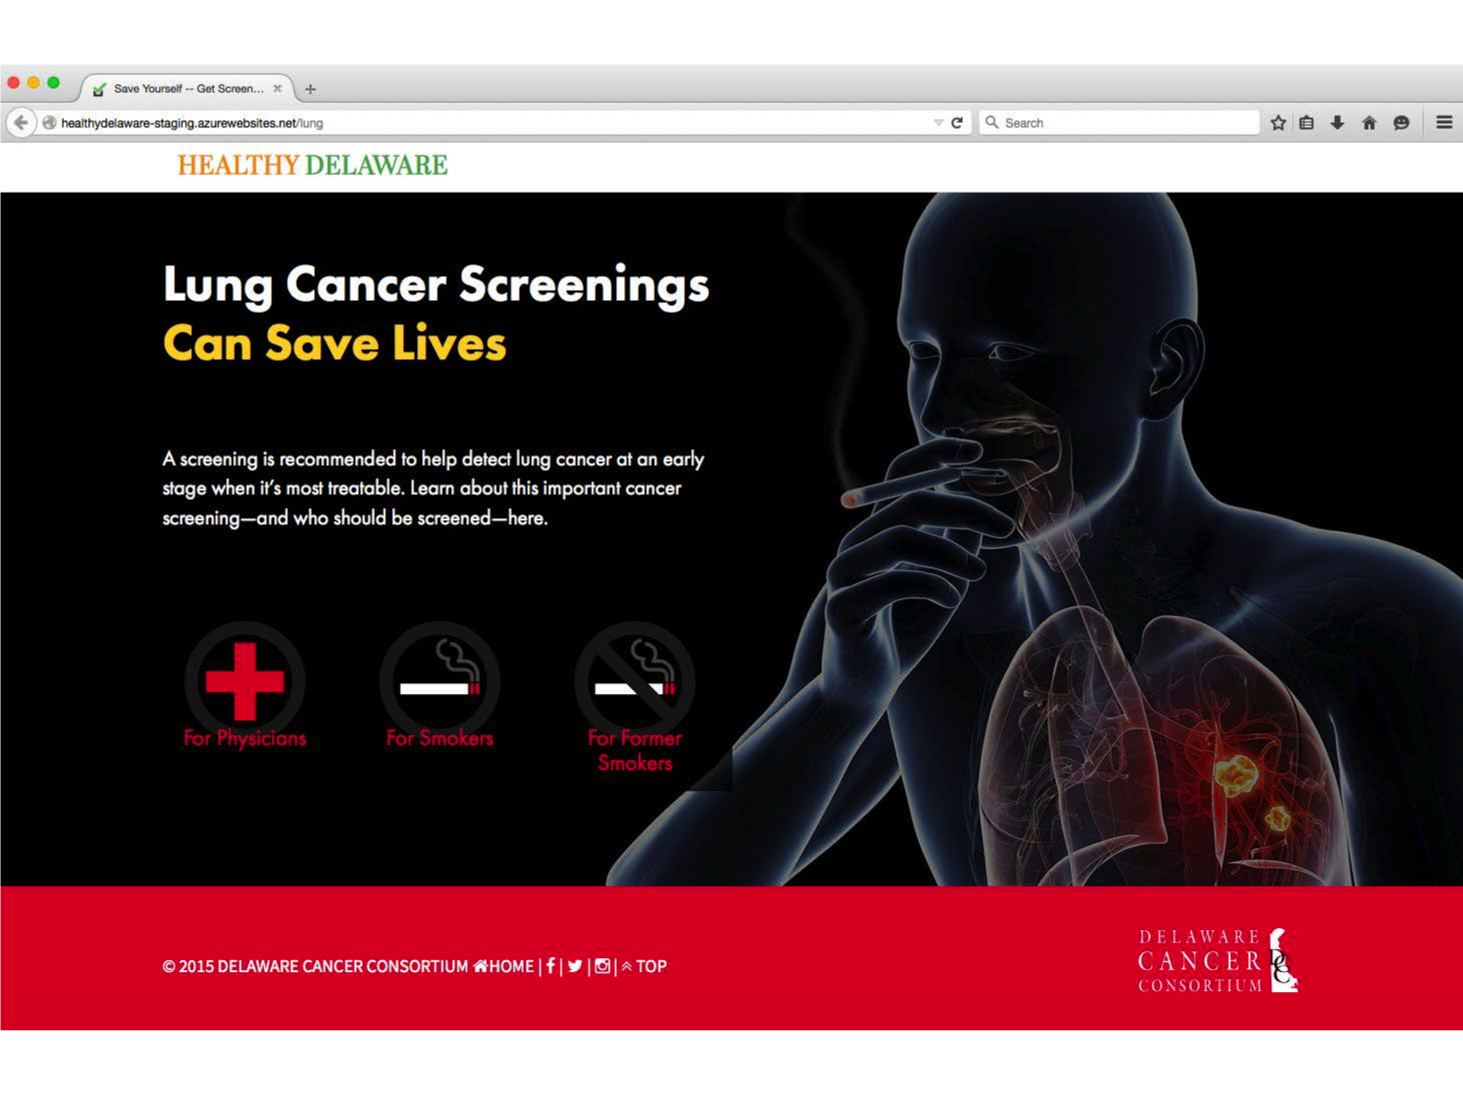 Save Yourself -- Get Screen...
healthydelaware-staging.azurewebsites.net/lung
Search
HEALTHY DELAWARE
Lung Cancer Screenings
Can Save Lives
A screening is recommended to help detect lung cancer at an early
stage when it's most treatable. Learn about this important cancer
screening—and who should be screened—here.
For Physicians
For Smokers
For Former
Smokers
© 2015 DELAWARE CANCER CONSORTIUM HOME | f | | | TOP
DELAWARE
CANCER
CONSORTIUM
DCC